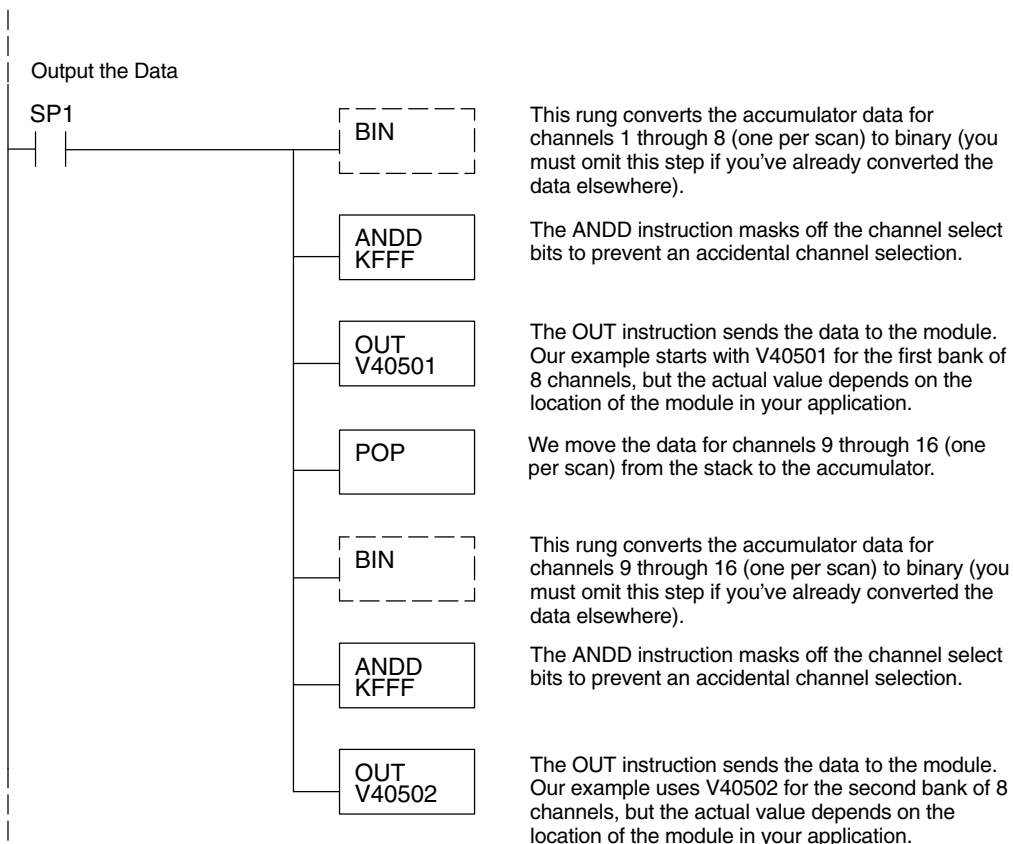 Output the Data
SP1
BIN
This rung converts the accumulator data for
channels 1 through 8 (one per scan) to binary (you
must omit this step if you've already converted the
data elsewhere).
ANDD
KFFF
The ANDD instruction masks off the channel select
bits to prevent an accidental channel selection.
OUT
V40501
The OUT instruction sends the data to the module.
Our example starts with V40501 for the first bank of
8 channels, but the actual value depends on the
location of the module in your application.
POP
We move the data for channels 9 through 16 (one
per scan) from the stack to the accumulator.
BIN
This rung converts the accumulator data for
channels 9 through 16 (one per scan) to binary (you
must omit this step if you've already converted the
data elsewhere).
ANDD
KFFF
The ANDD instruction masks off the channel select
bits to prevent an accidental channel selection.
OUT
V40502
The OUT instruction sends the data to the module.
Our example uses V40502 for the second bank of 8
channels, but the actual value depends on the
location of the module in your application.